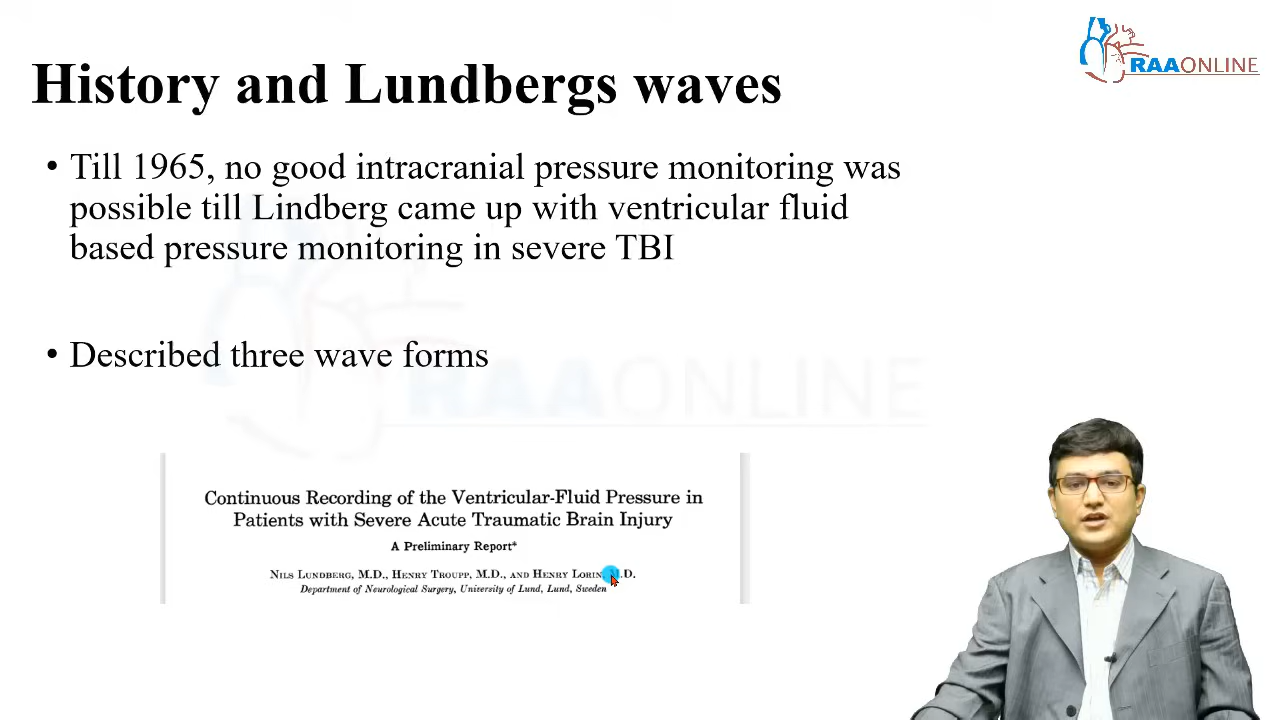 RAAONLINE
History and Lundbergs waves
• Till 1965, no good intracranial pressure monitoring was
possible till Lindberg came up with ventricular fluid
based pressure monitoring in severe TBI
• Described three wave forms
RAAONLINE
Continuous Recording of the Ventricular-Fluid Pressure in
Patients with Severe Acute Traumatic Brain Injury
A Preliminary Report*
NILS LUNDBERG, M.D., HENRY TROUPP, M.D., AND HENRY
Department of Neurological Surgery, University of Lund, Lund, Sweden